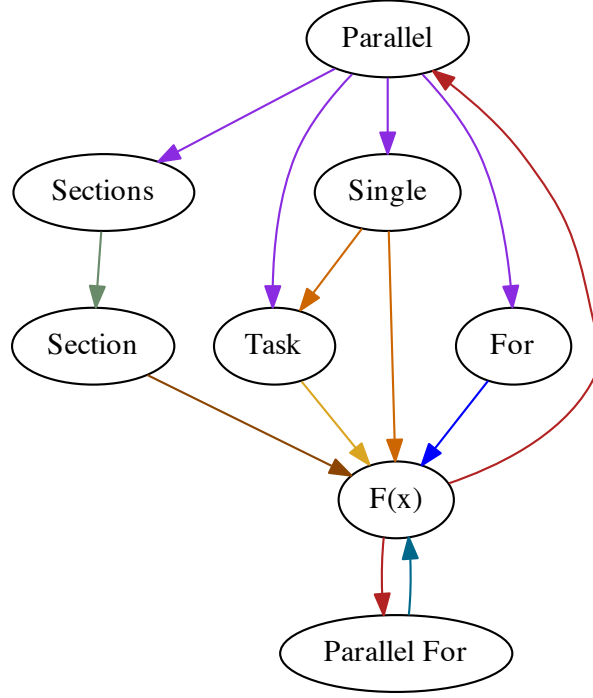 Parallel
Sections
Single
Section
Task
For
F(x)
Parallel For